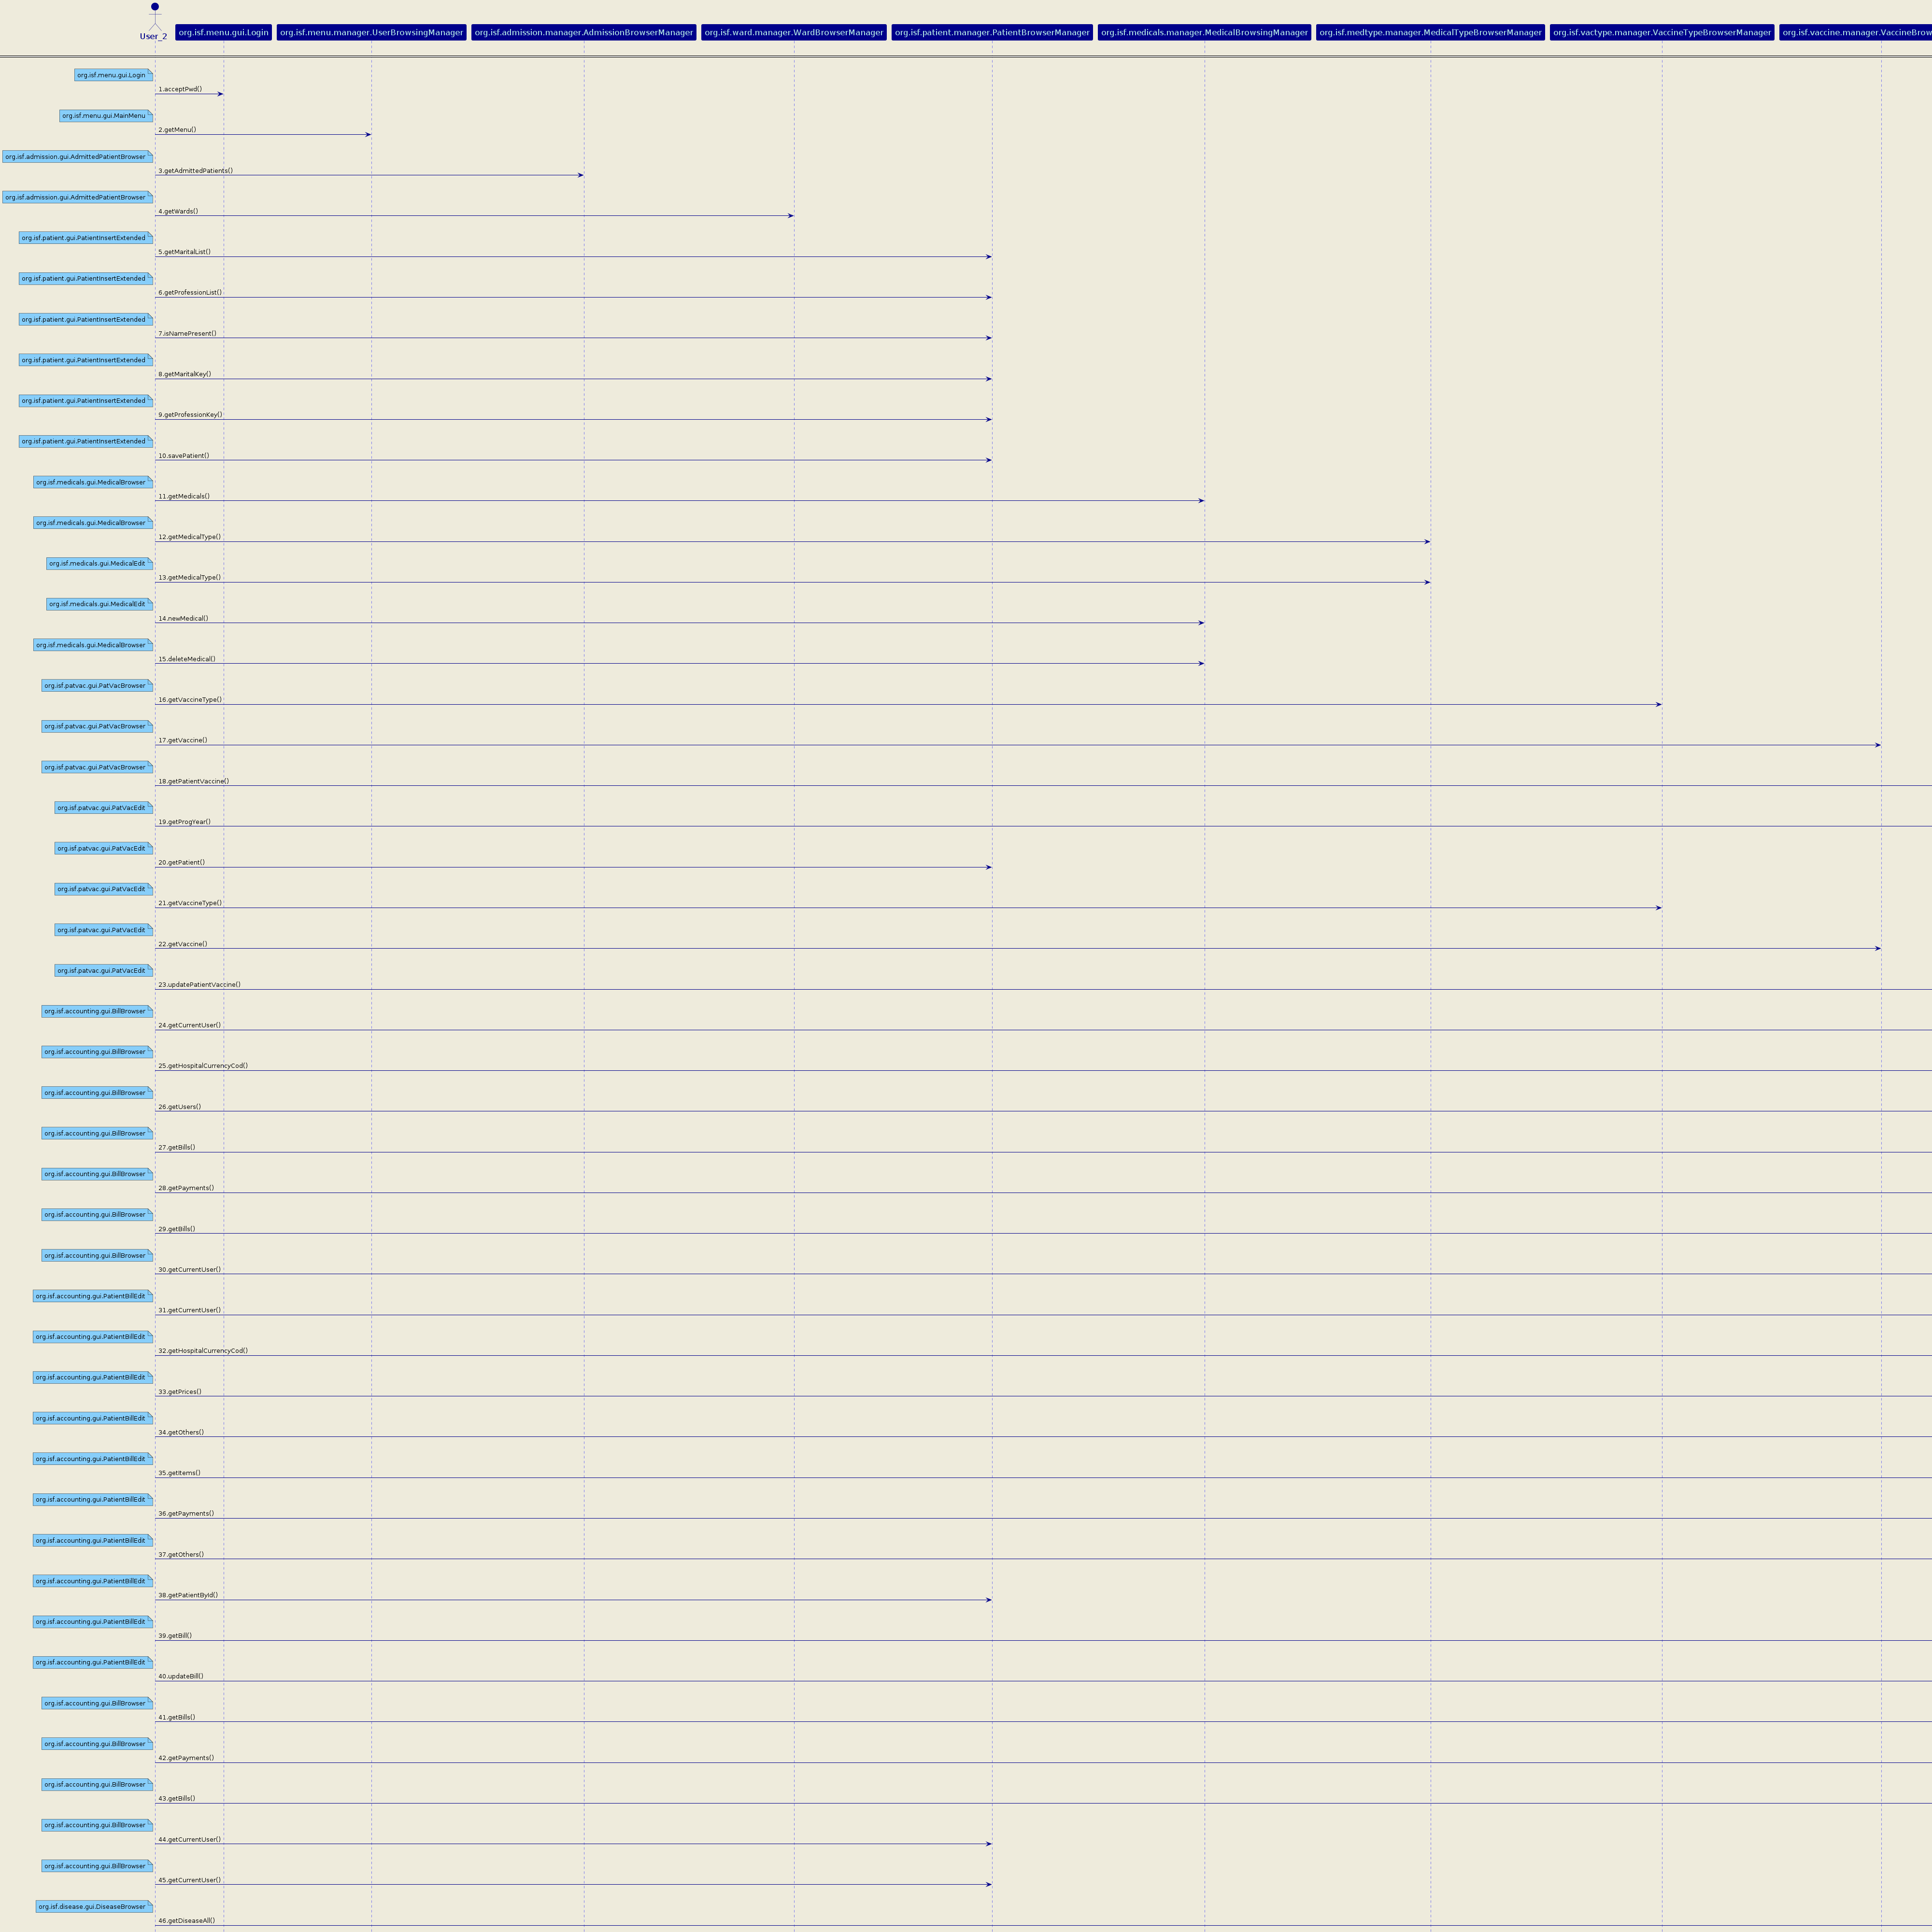 User_2
org.isf.menu.gui.Login
org.isf.menu.manager.UserBrowsingManager
org.isf.admission.manager.AdmissionBrowserManager
org.isf.ward.manager.WardBrowserManager
org.isf.patient.manager.PatientBrowserManager
org.isf.medicals.manager.MedicalBrowsingManager
org.isf.medtype.manager.MedicalTypeBrowserManager
org.isf.vactype.manager.VaccineTypeBrowserManager
org.isf.vaccine.manager.VaccineBrow
org.isf.menu.gui.Login
1.acceptPwd()
org.isf.menu.gui.MainMenu
2.getMenu()
org.isf.admission.gui.AdmittedPatientBrowser
3.getAdmittedPatients()
org.isf.admission.gui.AdmittedPatientBrowser
4.getWards()
org.isf.patient.gui.PatientInsertExtended
5.getMaritalList()
org.isf.patient.gui.PatientInsertExtended
6.getProfessionList()
org.isf.patient.gui.PatientInsertExtended
7.isNamePresent()
org.isf.patient.gui.PatientInsertExtended
8.getMaritalKey()
org.isf.patient.gui.PatientInsertExtended
9.getProfessionKey()
org.isf.patient.gui.PatientInsertExtended
10.savePatient()
org.isf.medicals.gui.MedicalBrowser
11.getMedicals()
org.isf.medicals.gui.MedicalBrowser
12.getMedicalType()
org.isf.medicals.gui.MedicalEdit
13.getMedicalType()
org.isf.medicals.gui.MedicalEdit
14.newMedical()
org.isf.medicals.gui.MedicalBrowser
15.deleteMedical()
org.isf.patvac.gui.PatVacBrowser
16.getVaccineType()
org.isf.patvac.gui.PatVacBrowser
17.getVaccine()
org.isf.patvac.gui.PatVacBrowser
18.getPatientVaccine()
org.isf.patvac.gui.PatVacEdit
19.getProgYear()
org.isf.patvac.gui.PatVacEdit
20.getPatient()
org.isf.patvac.gui.PatVacEdit
21.getVaccineType()
org.isf.patvac.gui.PatVacEdit
22.getVaccine()
org.isf.patvac.gui.PatVacEdit
23.updatePatientVaccine()
org.isf.accounting.gui.BillBrowser
24.getCurrentUser()
org.isf.accounting.gui.BillBrowser
25.getHospitalCurrencyCod()
org.isf.accounting.gui.BillBrowser
26.getUsers()
org.isf.accounting.gui.BillBrowser
27.getBills()
org.isf.accounting.gui.BillBrowser
28.getPayments()
org.isf.accounting.gui.BillBrowser
29.getBills()
org.isf.accounting.gui.BillBrowser
30.getCurrentUser()
org.isf.accounting.gui.PatientBillEdit
31.getCurrentUser()
org.isf.accounting.gui.PatientBillEdit
32.getHospitalCurrencyCod()
org.isf.accounting.gui.PatientBillEdit
33.getPrices()
org.isf.accounting.gui.PatientBillEdit
34.getOthers()
org.isf.accounting.gui.PatientBillEdit
35.getItems()
org.isf.accounting.gui.PatientBillEdit
36.getPayments()
org.isf.accounting.gui.PatientBillEdit
37.getOthers()
org.isf.accounting.gui.PatientBillEdit
38.getPatientById()
org.isf.accounting.gui.PatientBillEdit
39.getBill()
org.isf.accounting.gui.PatientBillEdit
40.updateBill()
org.isf.accounting.gui.BillBrowser
41.getBills()
org.isf.accounting.gui.BillBrowser
42.getPayments()
org.isf.accounting.gui.BillBrowser
43.getBills()
org.isf.accounting.gui.BillBrowser
44.getCurrentUser()
org.isf.accounting.gui.BillBrowser
45.getCurrentUser()
org.isf.disease.gui.DiseaseBrowser
46.getDiseaseAll()